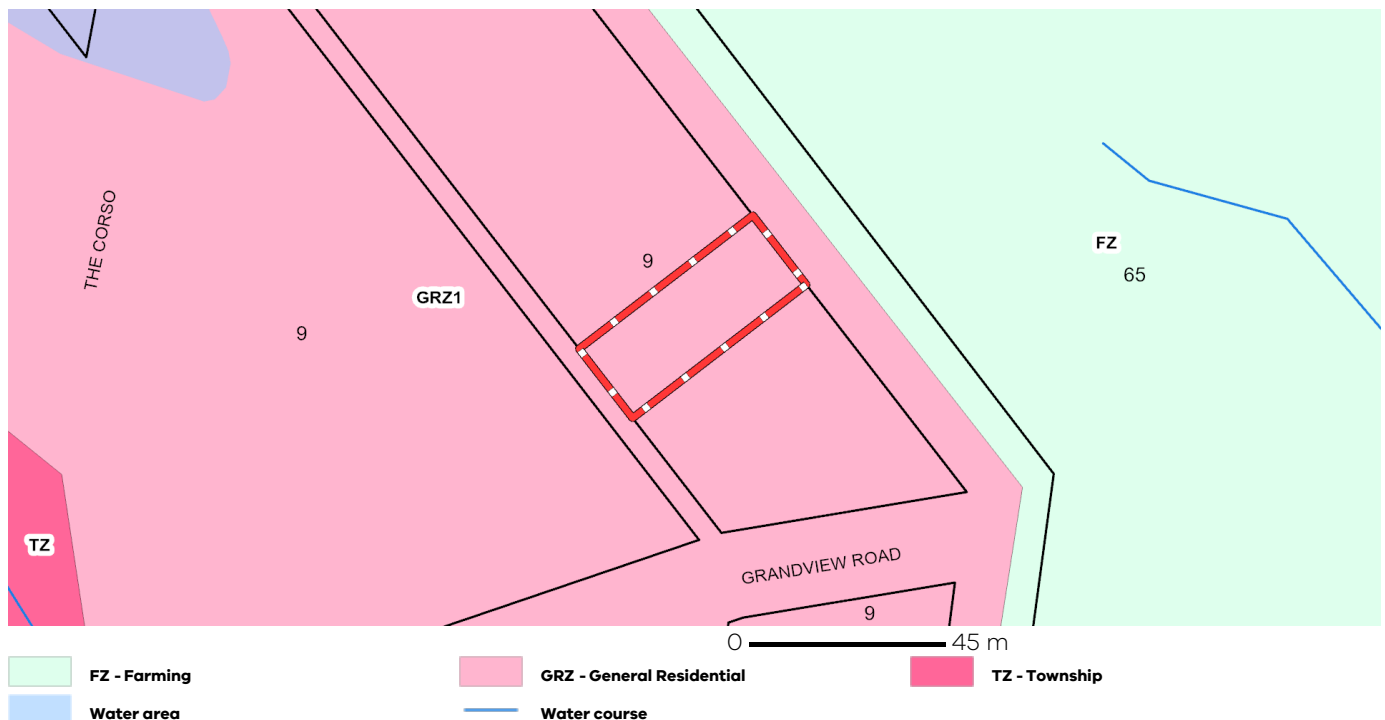 THE CORSO
9
FZ
65
GRZ1
9
TZ
GRANDVIEW ROAD
9
0 45 m
FZ - Farming
GRZ - General Residential
TZ - Township
Water area
Water course